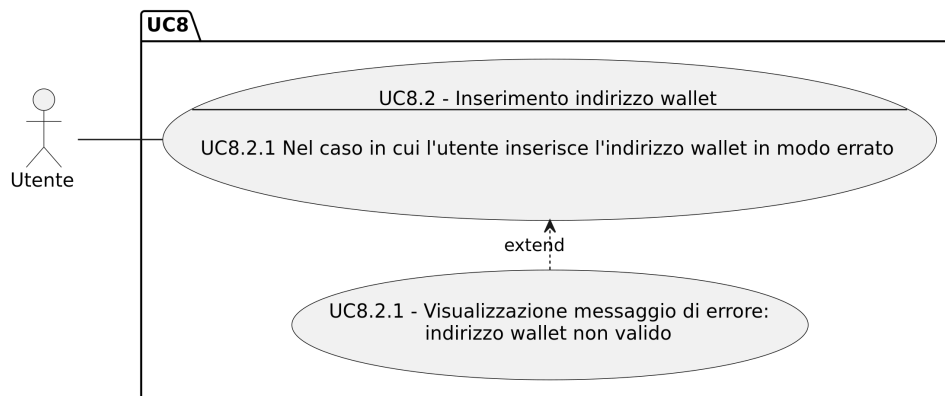 UC8
UC8.2 - Inserimento indirizzo wallet
UC8.2.1 Nel caso in cui l'utente inserisce l'indirizzo wallet in modo errato
Utente
extend
UC8.2.1 - Visualizzazione messaggio di errore:
indirizzo wallet non valido